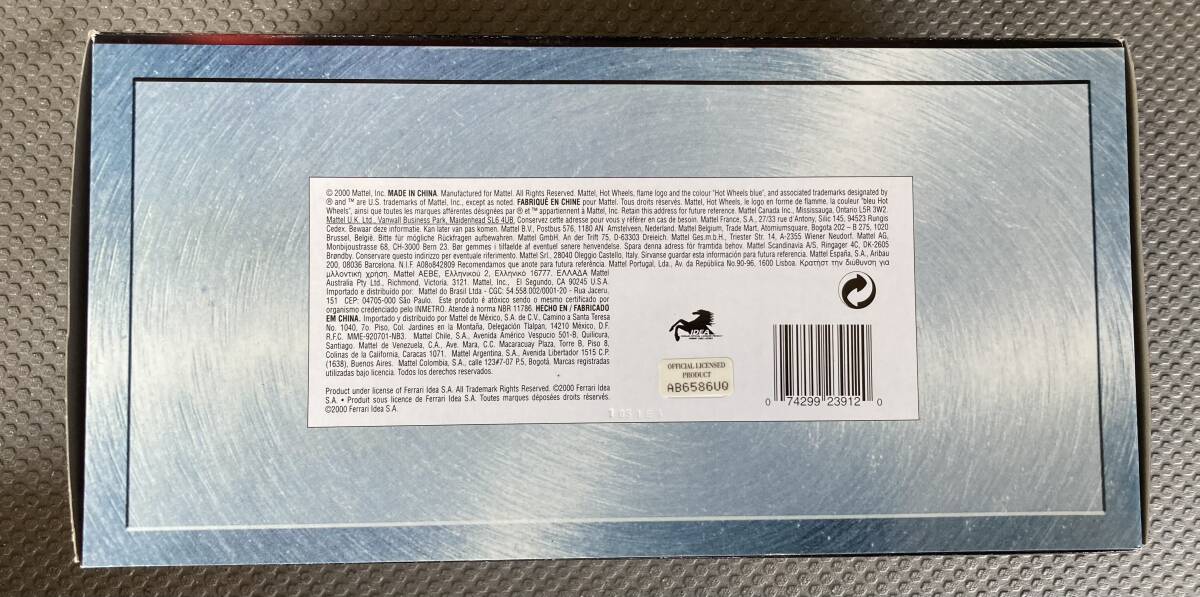 © 2000 Mattel, Inc. MADE IN CHINA. Manufactured for Mattel. All Rights Reserved. Mattel, Hot Wheels, flame logo and the colour "Hot Wheels blue", and associated trademarks designated by
® and ™ are U.S. trademarks of Mattel, Inc., except as noted. FABRIQUÉ EN CHINE pour Mattel. Tous droits réservés. Mattel, Hot Wheels, le logo en forme de flamme, la couleur "bleu Hot
Wheels", ainsi que toutes les marques afférentes désignées par ® et ™ appartiennent à Mattel, Inc. Retain this address for future reference. Mattel Canada Inc., Mississauga, Ontario L5R 3W2.
Mattel U.K. Ltd., Vanwall Business Park, Maidenhead SL6 4UB. Conservez cette adresse pour vous y référer en cas de besoin. Mattel France, S.A., 27/33 rue d'Antony, Silic 145, 94523 Rungis
Cedex. Bewaar deze informatie. Kan later van pas komen. Mattel B.V., Postbus 576, 1180 AN Amstelveen, Nederland. Mattel Belgium, Trade Mart, Atomiumsquare, Bogota 202 – B 275, 1020
Brussel, België. Bitte für mögliche Rückfragen aufbewahren. Mattel GmbH, An der Trift 75, D-63303 Dreieich. Mattel Ges.m.b.H., Triester Str. 14, A-2355 Wiener Neudorf. Mattel AG,
Monbijoustrasse 68, CH-3000 Bern 23. Bør gemmes i tilfælde af eventuel senere henvendelse. Spara denna adress för framtida behov. Mattel Scandinavia A/S, Ringager 4C, DK-2605
Brøndby. Conservare questo indirizzo per eventuale riferimento. Mattel Srl., 28040 Oleggio Castello, Italy. Sírvanse guardar esta información para futura referencia. Mattel España, S.A., Aribau
200, 08036 Barcelona. N.I.F. A08o842809 Recomendamos que anote para futura referência. Mattel Portugal, Lda., Av. da República No.90-96, 1600 Lisboa. Κρατηστ την διυθυνση για
μλλοντική χρηση. Mattel ΑΕΒΕ, Ελληνικού 2, Ελληνικό 16777. ΕΛΛΑΔΑ Mattel
Australia Pty Ltd., Richmond, Victoria. 3121. Mattel, Inc., El Segundo, CA 90245 U.S.A.
Importado e distribuido por: Mattel do Brasil Ltda - CGC: 54.558.002/0001-20 - Rua Jaceru,
151 CEP: 04705-000 São Paulo. Este produto é atóxico sendo o mesmo certificado por
organismo credenciado pelo INMETRO. Atende à norma NBR 11786. HECHO EN / FABRICADO
EM CHINA. Importado y distribuido por Mattel de México, S.A. de C.V., Camino a Santa Teresa
No. 1040, 7o. Piso, Col. Jardines en la Montaña, Delegación Tlalpan, 14210 México, D.F.
R.F.C. MME-920701-NB3. Mattel Chile, S.A., Avenida Américo Vespucio 501-B, Quilicura,
Santiago. Mattel de Venezuela, C.A., Ave. Mara, C.C. Macaracuay Plaza, Torre B, Piso 8,
Colinas de la California, Caracas 1071. Mattel Argentina, S.A., Avenida Libertador 1515 C.P.
(1638), Buenos Aires. Mattel Colombia, S.A., calle 123#7-07 P.5, Bogotá. Marcas registradas
utilizadas bajo licencia. Todos los derechos reservados.
Product under license of Ferrari Idea S.A. All Trademark Rights Reserved. ©2000 Ferrari Idea
S.A. • Produit sous licence de Ferrari Idea S.A. Toutes marques déposées droits réservés.
©2000 Ferrari Idea S.A.
IDEA
OFFICIAL LICENSED
PRODUCT
AB6586UQ
0 74299 23912 0